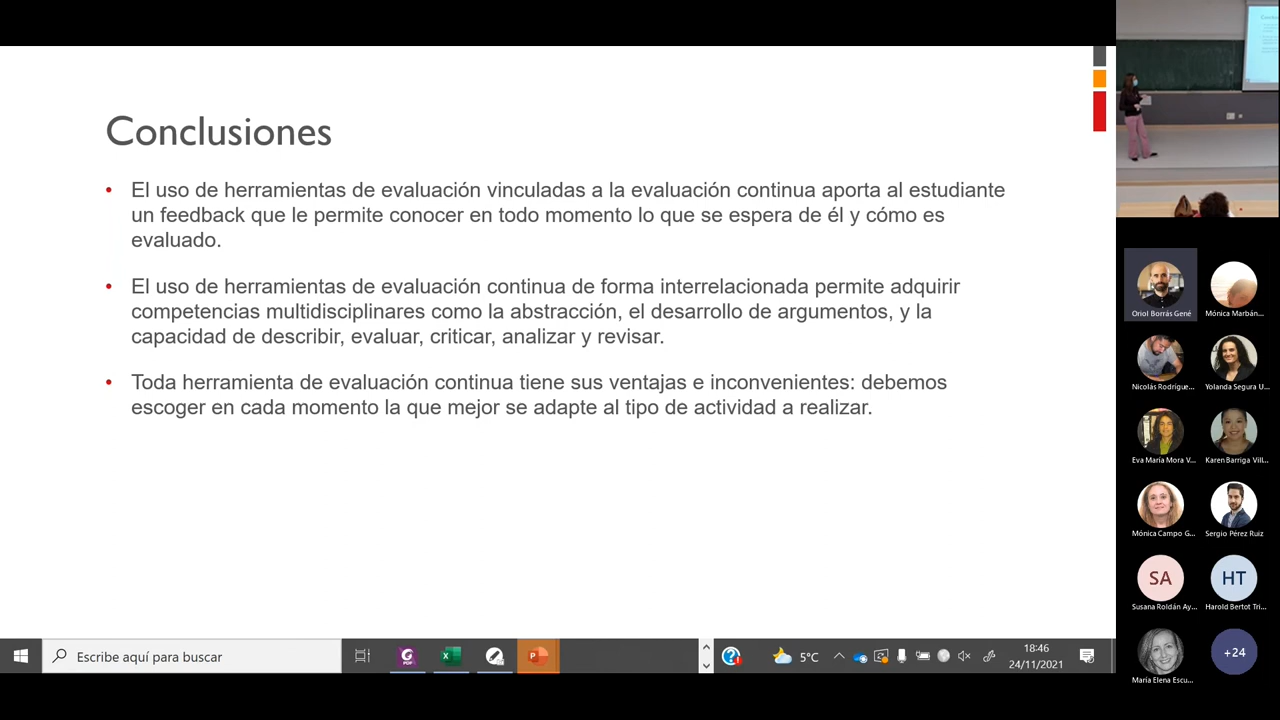 Conclusiones
• El uso de herramientas de evaluación vinculadas a la evaluación continua aporta al estudiante
un feedback que le permite conocer en todo momento lo que se espera de él y cómo es
evaluado.
• El uso de herramientas de evaluación continua de forma interrelacionada permite adquirir
competencias multidisciplinares como la abstracción, el desarrollo de argumentos, y la
capacidad de describir, evaluar, criticar, analizar y revisar.
• Toda herramienta de evaluación continua tiene sus ventajas e inconvenientes: debemos
escoger en cada momento la que mejor se adapte al tipo de actividad a realizar.
Oriol Borrás Gené
Mónica Marbán...
Nicolás Rodrígue...
Yolanda Segura U...
Eva María Mora V...
Karen Barriga Vill...
Mónica Campo G...
Sergio Pérez Ruiz
SA
HT
Susana Roldán Ay...
Harold Bertot Tri...
+24
María Elena Escu...
Escribe aquí para buscar
5°C
18:46
24/11/2021